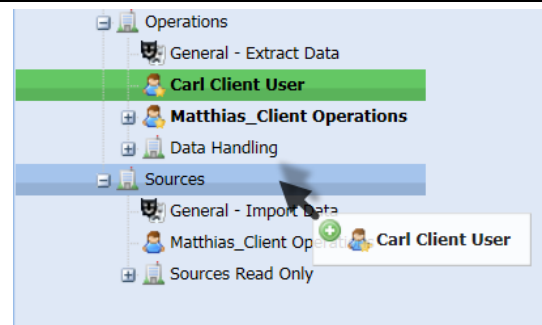 Operations
General - Extract Data
Carl Client User
Matthias_Client Operations
Data Handling
Sources
General - Import Data
Matthias_Client Operations
Carl Client User
Sources Read Only